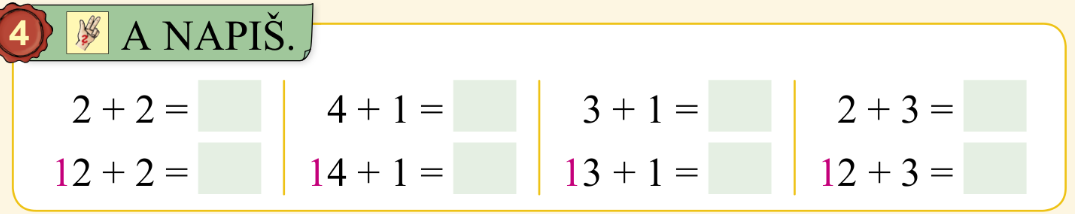 4 A NAPIŠ.
2 + 2 = 4 + 1 = 3 + 1 = 2 + 3 =
12 + 2 = 14 + 1 = 13 + 1 = 12 + 3 =